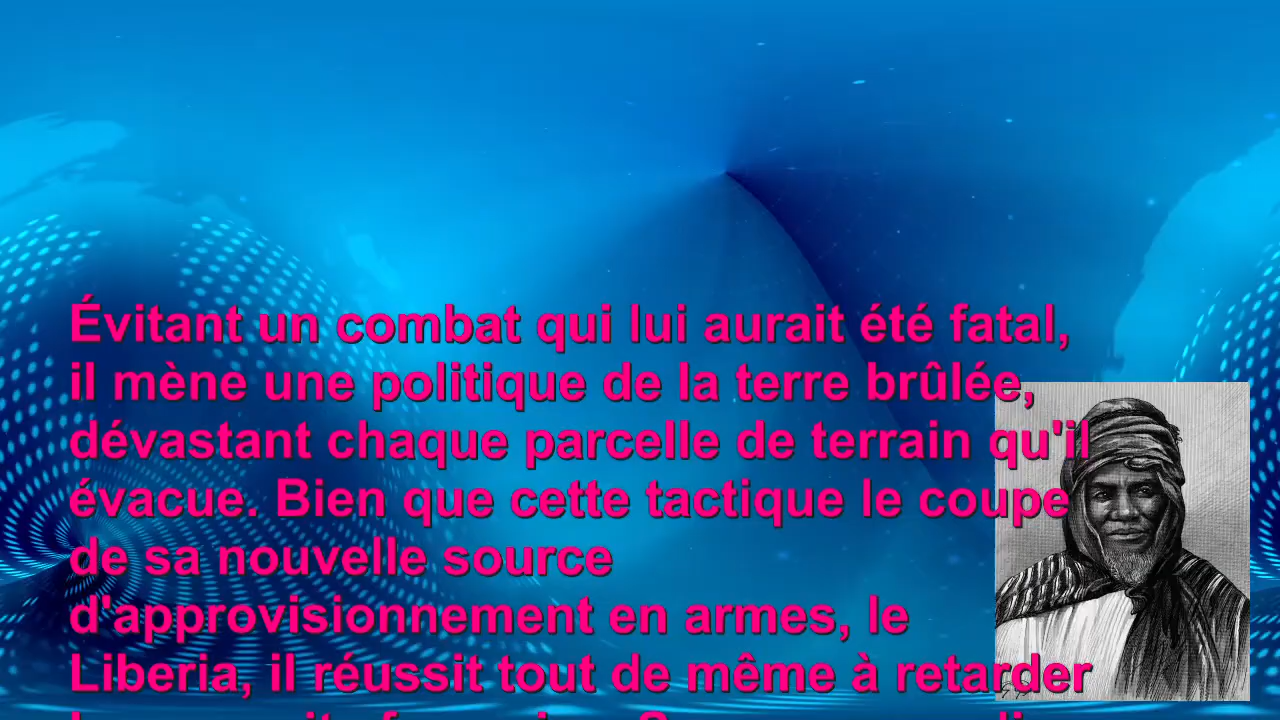 Évitant un combat qui lui aurait été fatal,
il mène une politique de la terre brûlée,
dévastant chaque parcelle de terrain qu'il
évacue. Bien que cette tactique le coupe
de sa nouvelle source
d'approvisionnement en armes, le
Liberia, il réussit tout de même à retarder